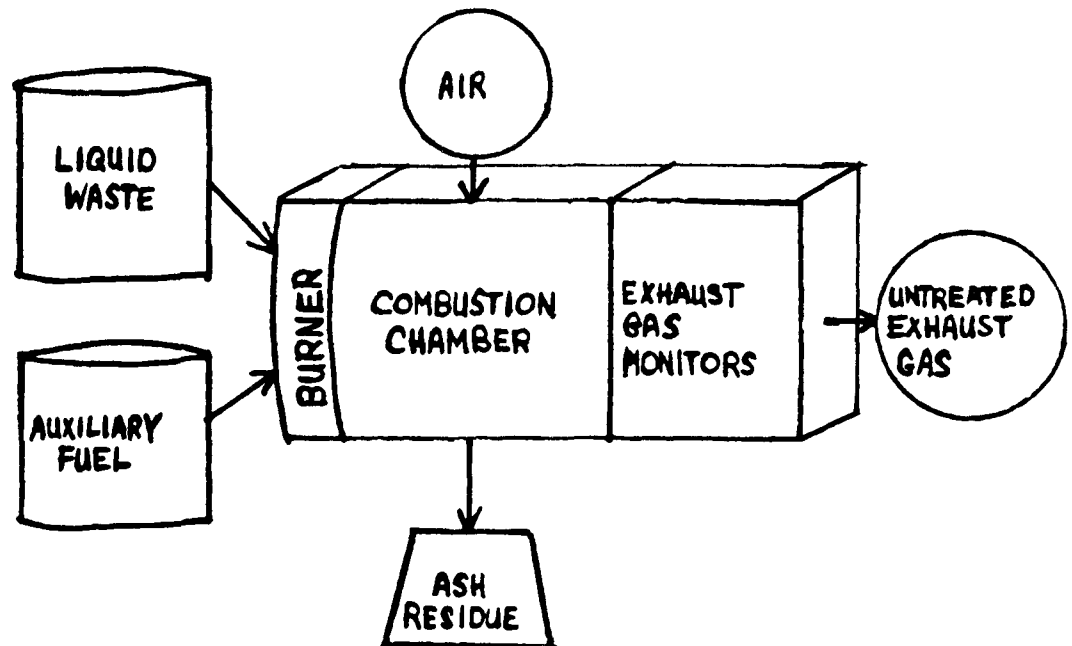 AIR
LIQUID
WASTE
BURNER
COMBUSTION
CHAMBER
EXHAUST
GAS
MONITORS
UNTREATED
EXHAUST
GAS
AUXILIARY
FUEL
ASH
RESIDUE